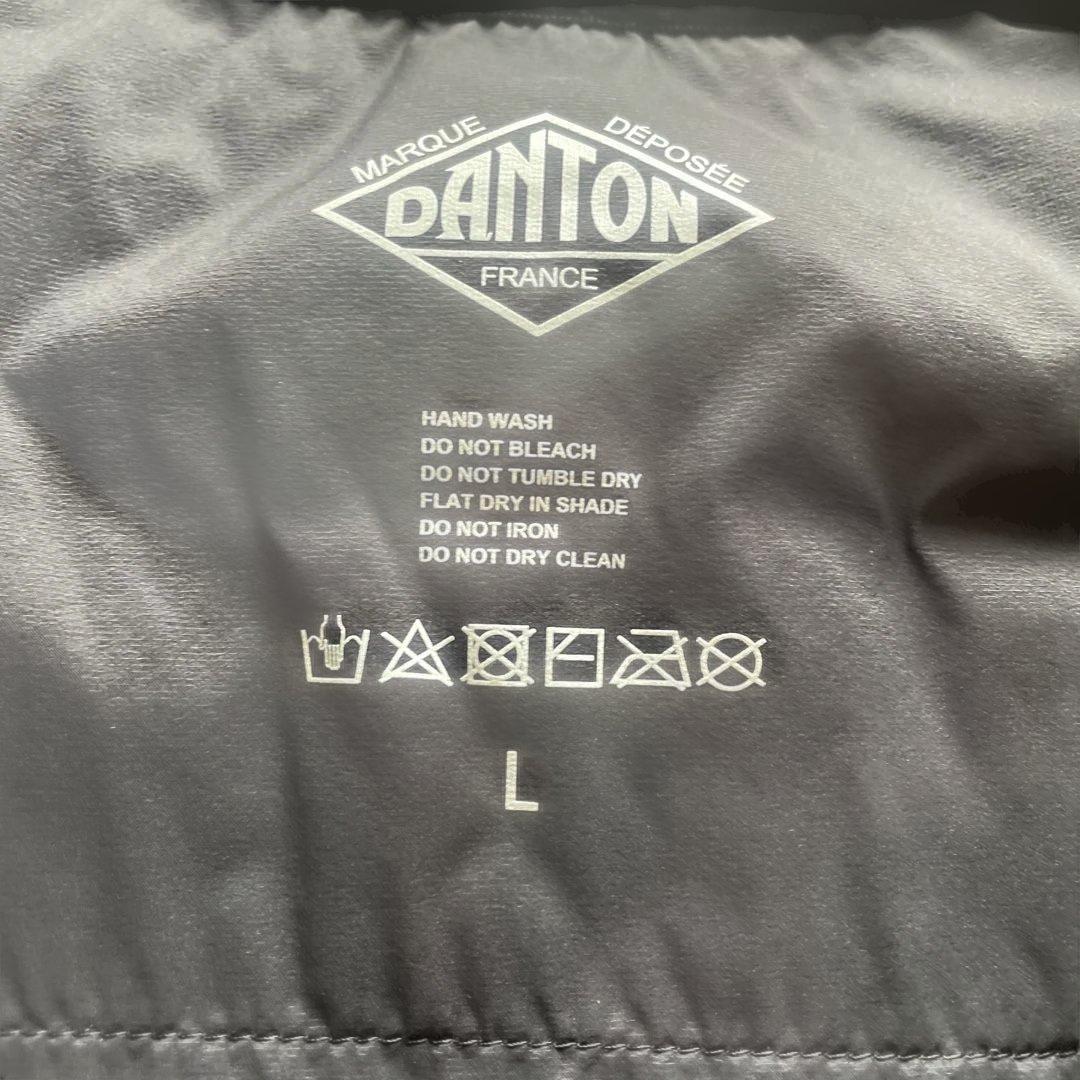 MARQUE DÉPOSÉE
DANTON
FRANCE
HAND WASH
DO NOT BLEACH
DO NOT TUMBLE DRY
FLAT DRY IN SHADE
DO NOT IRON
DO NOT DRY CLEAN
L